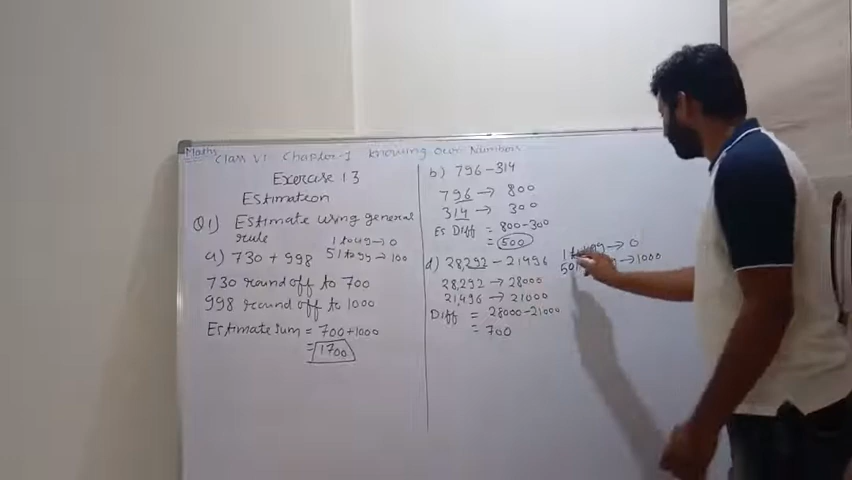 Maths
Class VI Chapter-1 Knowing Our Numbers
Exercise 1.3
Estimation
Q1) Estimate using general
rule
1 to 49 → 0
51 to 99 → 100
a) 730 + 998
730 round off to 700
998 round off to 1000
Estimate Sum = 700+1000
= 1700
b) 796-314
796 → 800
314 → 300
Es Diff = 800-300
= 500
d) 28,292 - 21,496
28,292 → 28000
21,496 → 21000
Diff = 28000-21000
= 700
→ 0
→ 1000